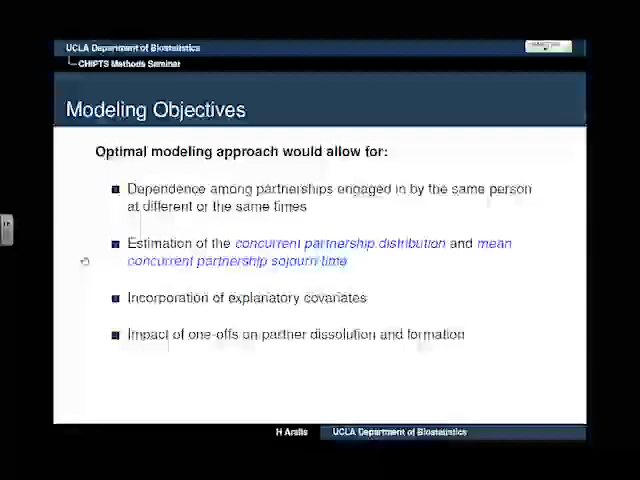 UCLA Department of Biostatistics
CHIPTS Methods Seminar
Modeling Objectives
Optimal modeling approach would allow for:
Dependence among partnerships engaged in by the same person
at different or the same times
Estimation of the concurrent partnership distribution and mean
concurrent partnership sojourn time
Incorporation of explanatory covariates
Impact of one-offs on partner dissolution and formation
H Aralis
UCLA Department of Biostatistics